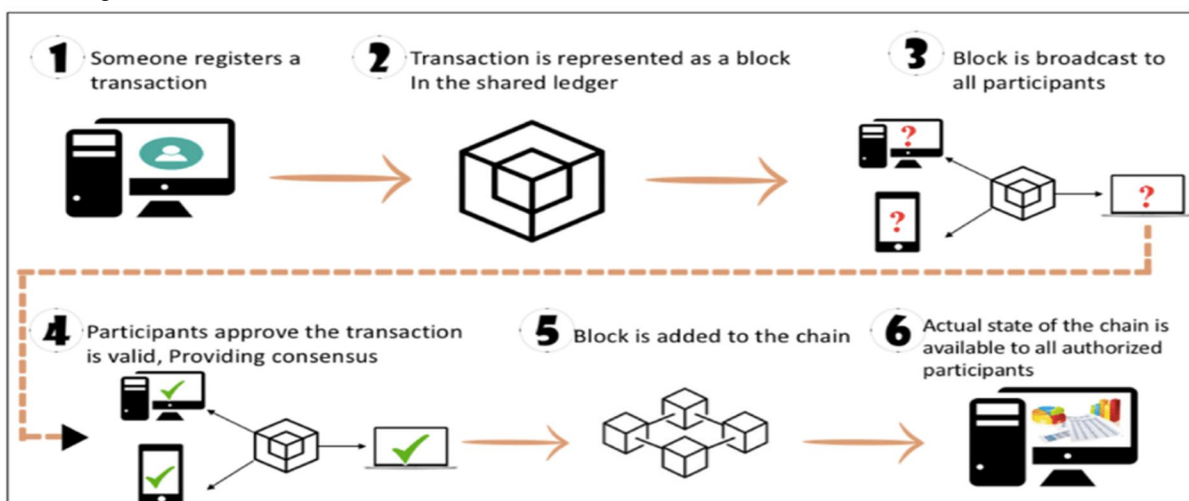 1 Someone registers a
transaction
2 Transaction is represented as a block
In the shared ledger
3 Block is broadcast to
all participants
?
?
?
4 Participants approve the transaction
is valid, Providing consensus
5 Block is added to the chain
6 Actual state of the chain is
available to all authorized
participants